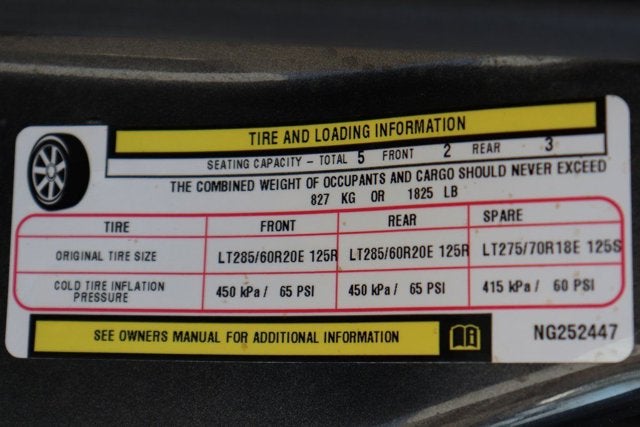 TIRE AND LOADING INFORMATION
SEATING CAPACITY – TOTAL 5 FRONT 2 REAR 3
THE COMBINED WEIGHT OF OCCUPANTS AND CARGO SHOULD NEVER EXCEED
827 KG OR 1825 LB
TIRE FRONT REAR SPARE
ORIGINAL TIRE SIZE LT285/60R20E 125R LT285/60R20E 125R LT275/70R18E 125S
COLD TIRE INFLATION PRESSURE 450 kPa / 65 PSI 450 kPa / 65 PSI 415 kPa / 60 PSI
SEE OWNERS MANUAL FOR ADDITIONAL INFORMATION NG252447